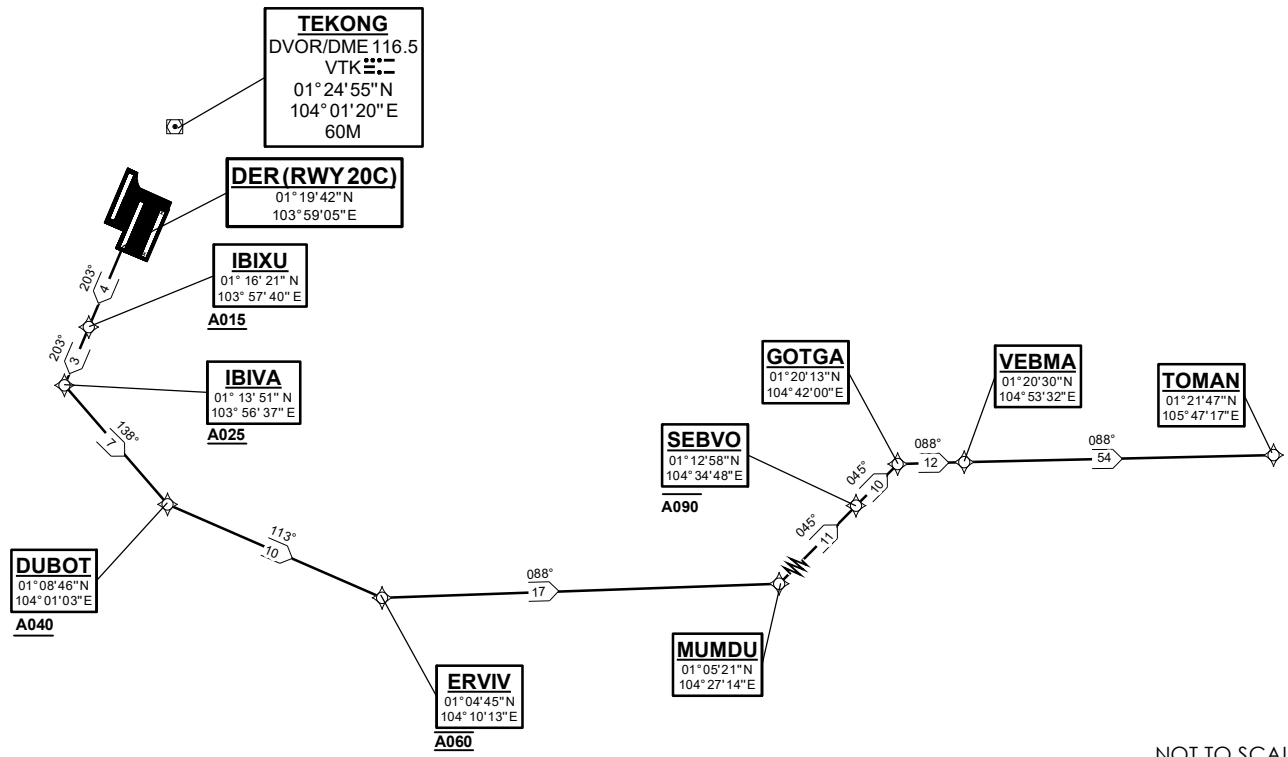 TEKONG
DVOR/DME 116.5
VTK
01°24'55"N
104°01'20"E
60M
DER (RWY 20C)
01°19'42"N
103°59'05"E
203°
4
IBIXU
01° 16' 21" N
103° 57' 40" E
A015
203°
3
IBIVA
01° 13' 51" N
103° 56' 37" E
A025
138°
7
DUBOT
01°08'46"N
104°01'03"E
A040
113°
10
ERVIV
01°04'45"N
104°10'13"E
A060
088°
17
MUMDU
01°05'21"N
104°27'14"E
045°
11
SEBVO
01°12'58"N
104°34'48"E
A090
045°
10
GOTGA
01°20'13"N
104°42'00"E
088°
12
VEBMA
01°20'30"N
104°53'32"E
088°
54
TOMAN
01°21'47"N
105°47'17"E
NOT TO SCAL